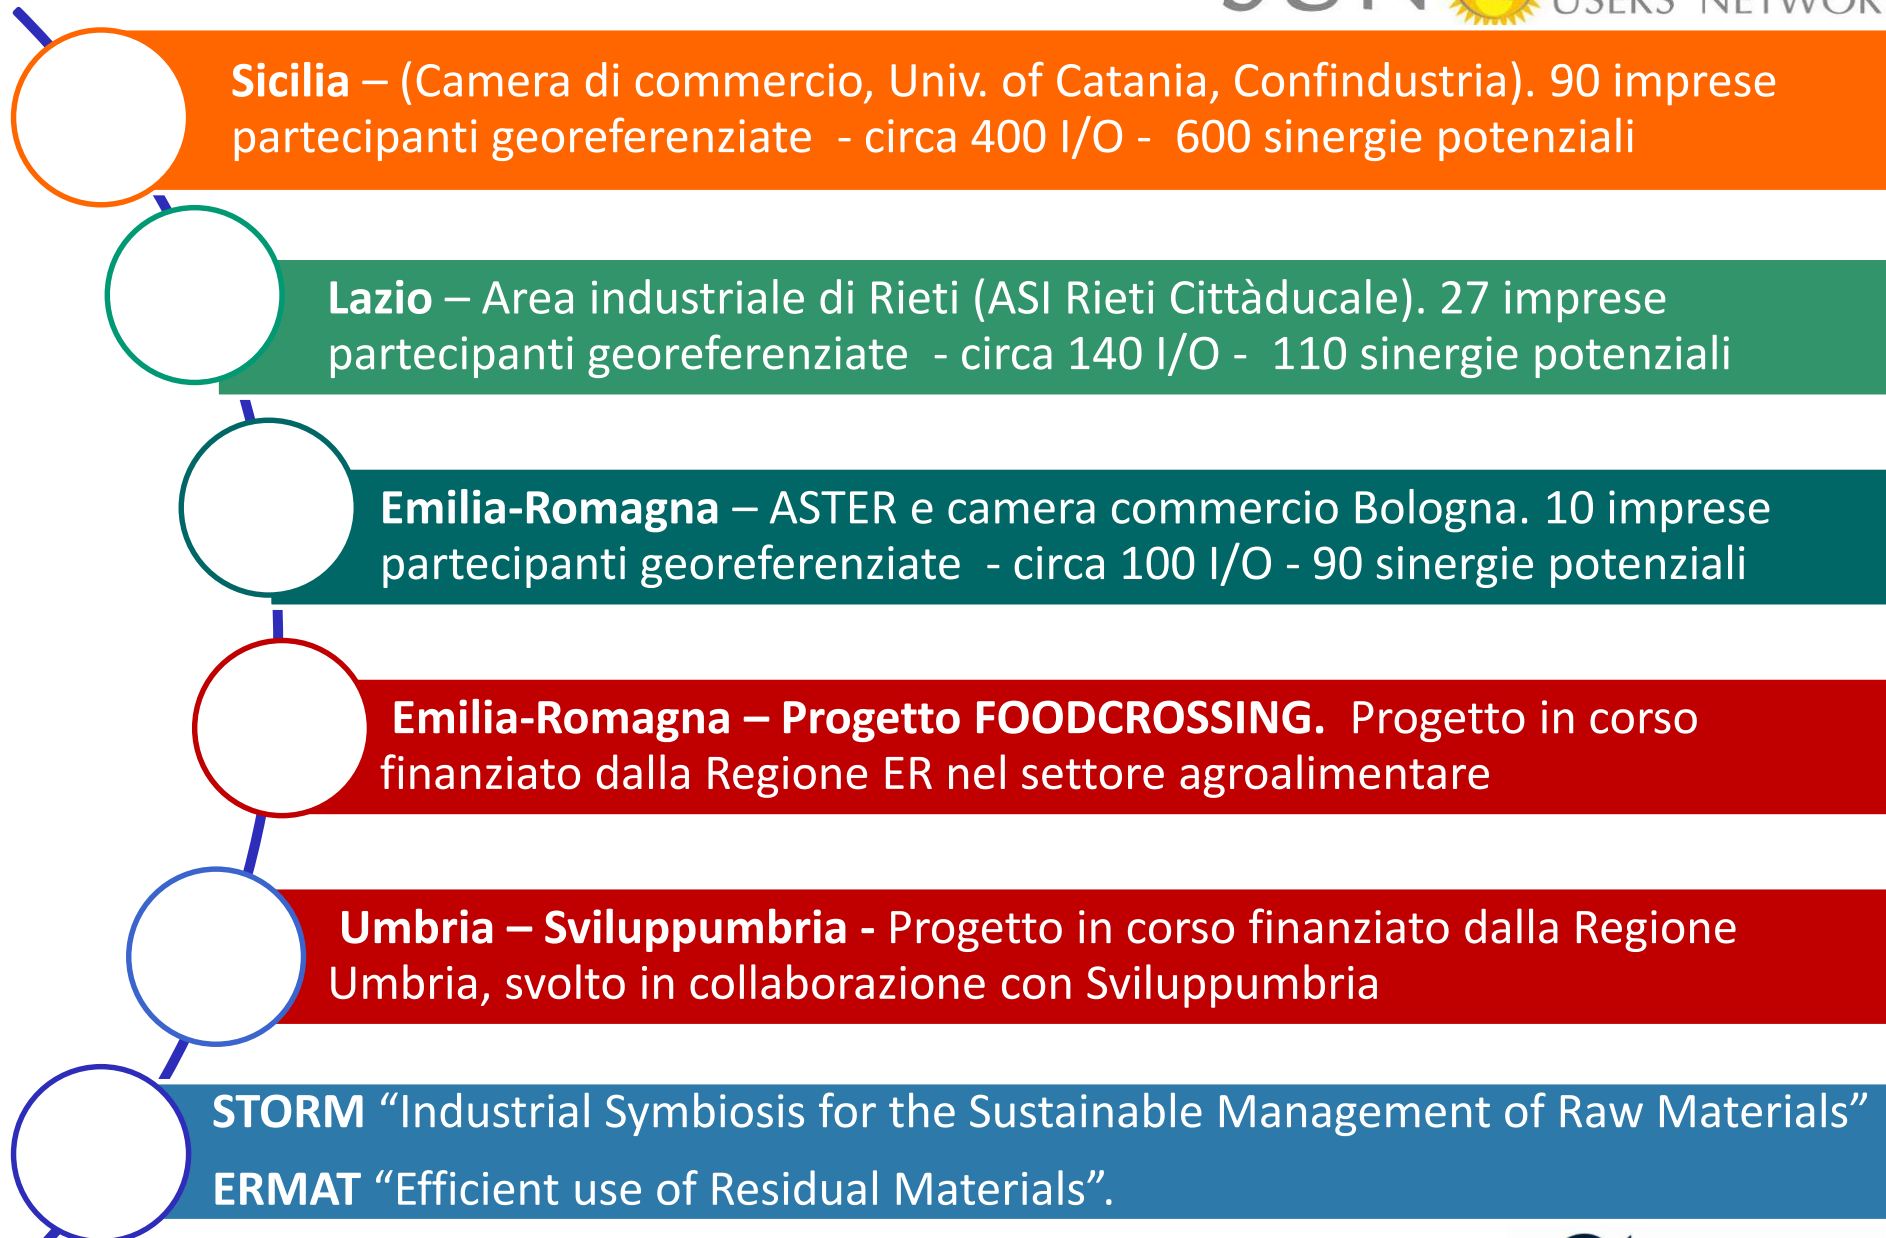 USERS NETWOR
Sicilia – (Camera di commercio, Univ. of Catania, Confindustria). 90 imprese
partecipanti georeferenziate - circa 400 I/O - 600 sinergie potenziali
Lazio – Area industriale di Rieti (ASI Rieti Cittàducale). 27 imprese
partecipanti georeferenziate - circa 140 I/O - 110 sinergie potenziali
Emilia-Romagna – ASTER e camera commercio Bologna. 10 imprese
partecipanti georeferenziate - circa 100 I/O - 90 sinergie potenziali
Emilia-Romagna – Progetto FOODCROSSING. Progetto in corso
finanziato dalla Regione ER nel settore agroalimentare
Umbria – Sviluppumbria - Progetto in corso finanziato dalla Regione
Umbria, svolto in collaborazione con Sviluppumbria
STORM “Industrial Symbiosis for the Sustainable Management of Raw Materials”
ERMAT “Efficient use of Residual Materials”.